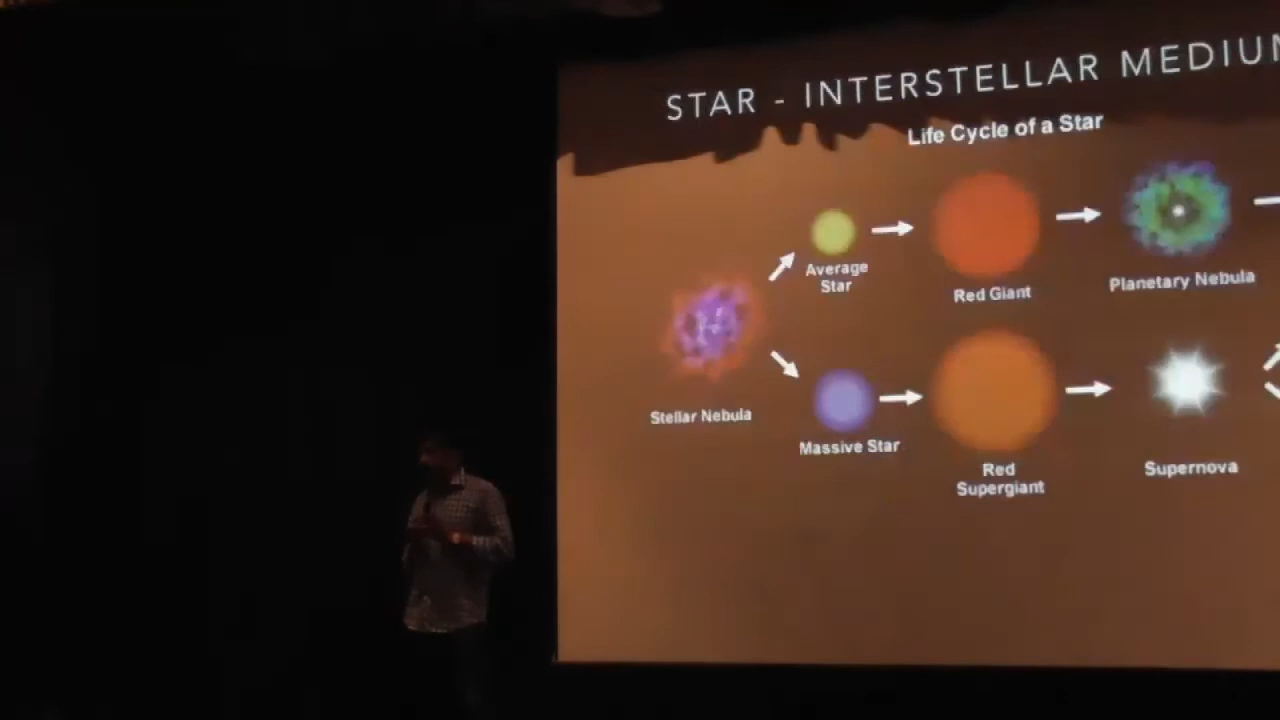 STAR - INTERSTELLAR MEDIUM
Life Cycle of a Star
Average
Star
Red Giant
Planetary Nebula
Stellar Nebula
Massive Star
Red
Supergiant
Supernova